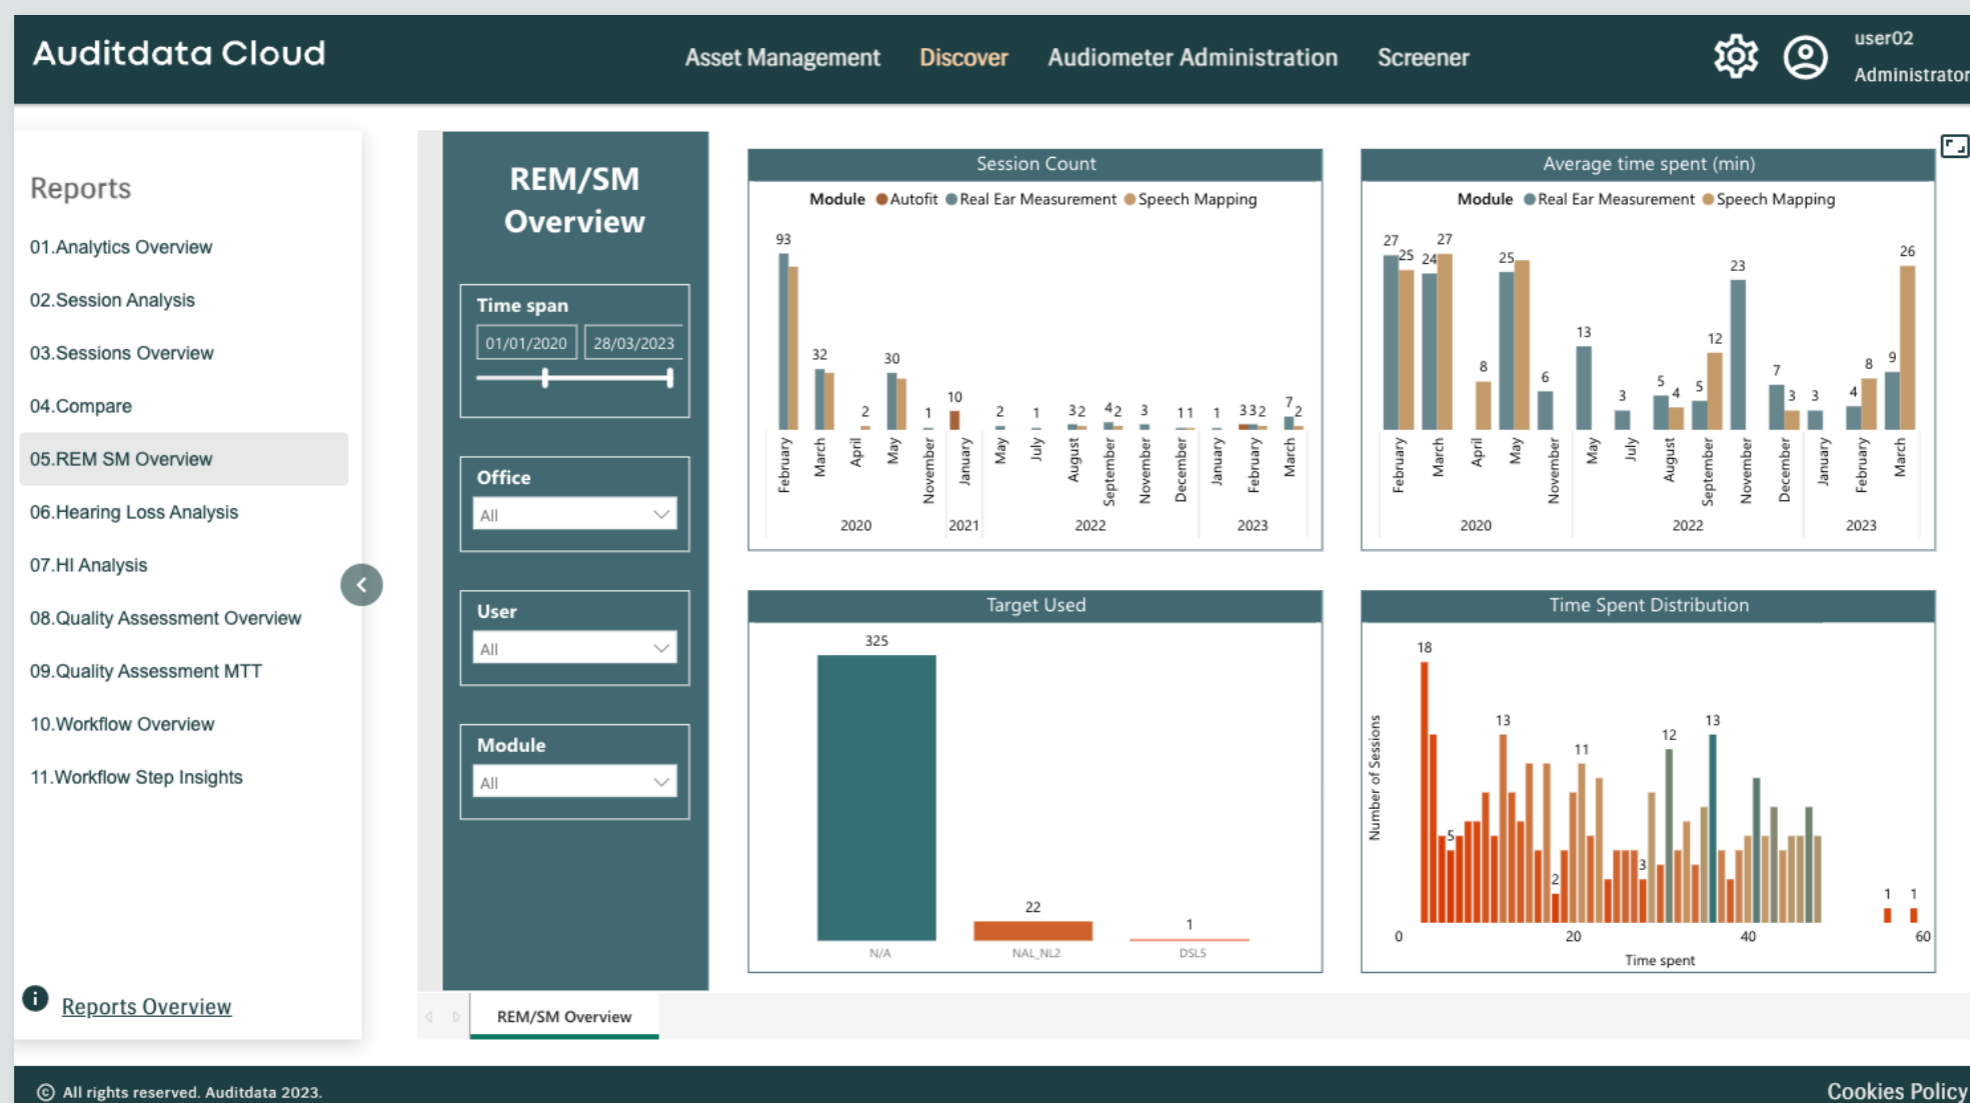 Auditdata Cloud
Asset Management Discover Audiometer Administration Screener
user02
Administrator
Reports
01.Analytics Overview
02.Session Analysis
03.Sessions Overview
04.Compare
05.REM SM Overview
06.Hearing Loss Analysis
07.HI Analysis
08.Quality Assessment Overview
09.Quality Assessment MTT
10.Workflow Overview
11.Workflow Step Insights
Reports Overview
REM/SM
Overview
Time span
01/01/2020 28/03/2023
Office
All
User
All
Module
All
Session Count
Module Autofit Real Ear Measurement Speech Mapping
93
32 2 30 1 10 2 1 3 2 4 2 3 1 1 1 3 3 2 7 2
February March April May November January May July August September November December January February March
2020 2021 2022 2023
Average time spent (min)
Module Real Ear Measurement Speech Mapping
27 25 24 27 8 25 6 13 3 5 4 5 12 23 7 3 3 4 8 9 26
February March April May November May July August September November December January February March
2020 2022 2023
Target Used
325
22
1
N/A NAL_NL2 DSL5
Time Spent Distribution
Number of Sessions
18 5 13 2 11 3 12 13 1 1
0 20 40 60
Time spent
REM/SM Overview
© All rights reserved. Auditdata 2023.
Cookies Policy